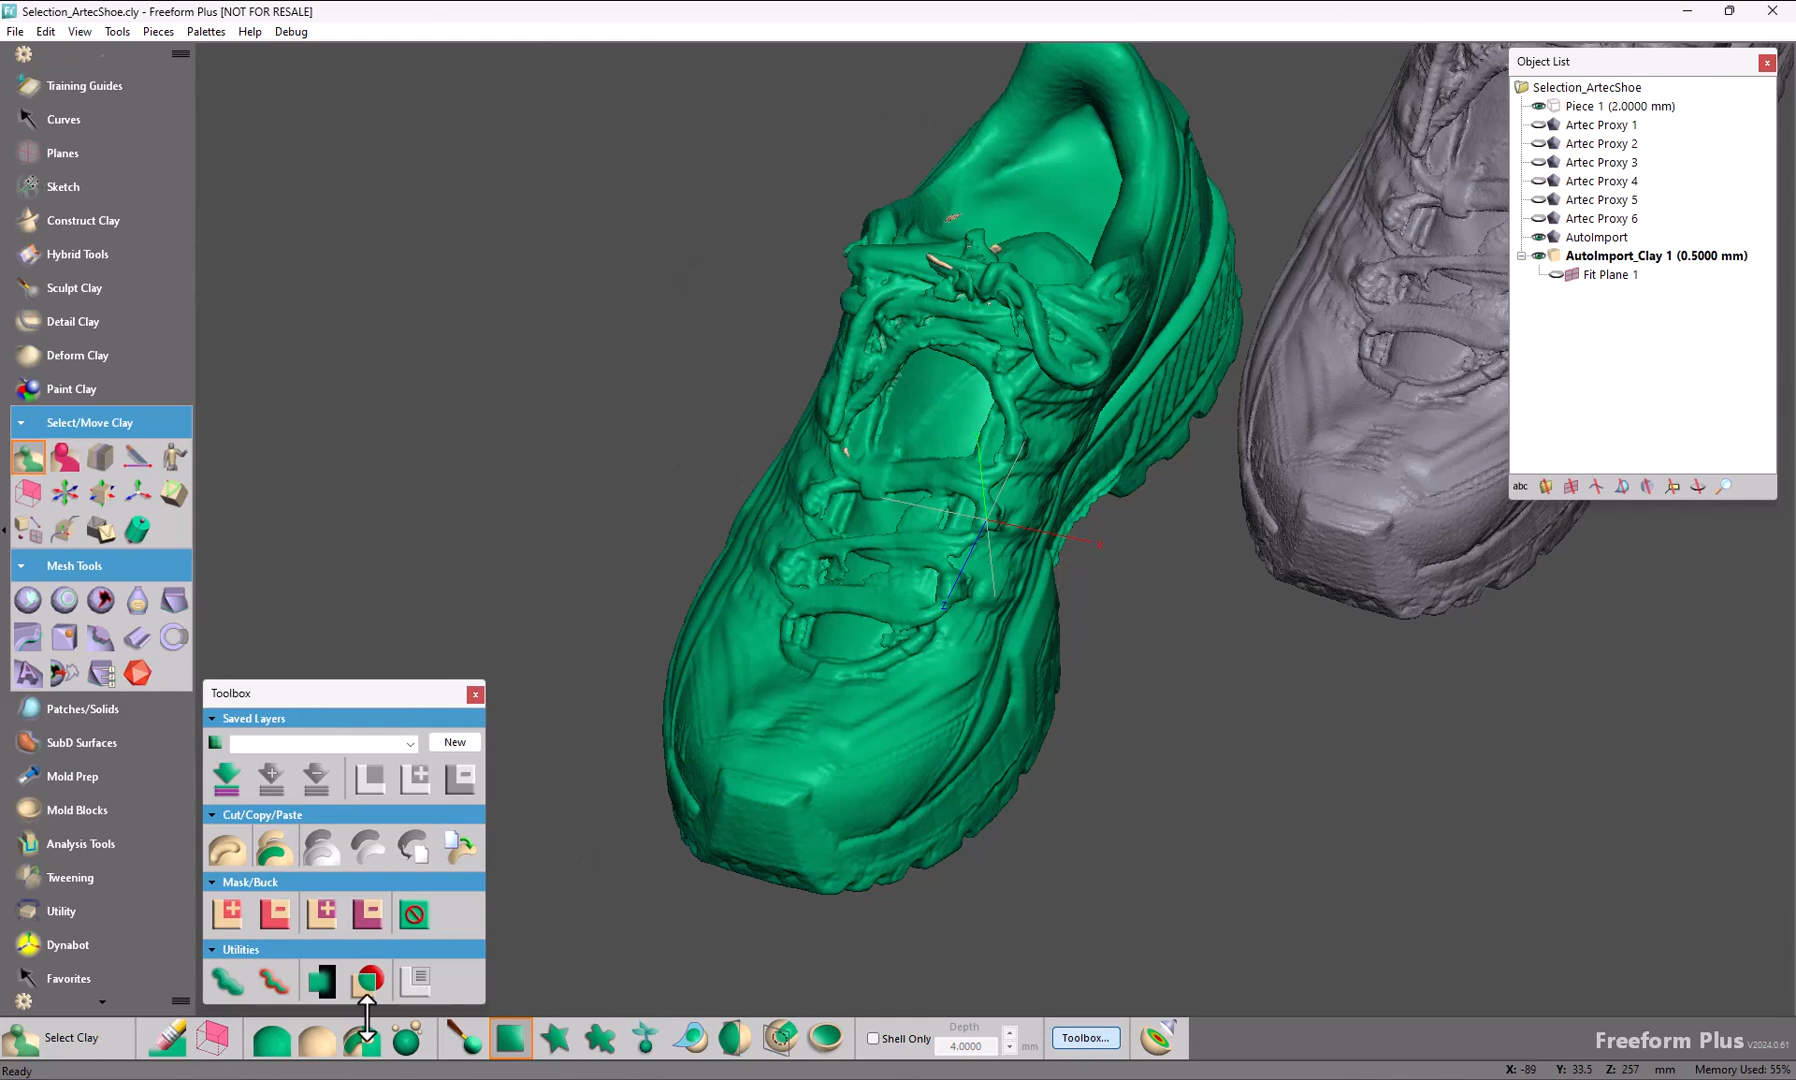 Selection_ArtecShoe.cly - Freeform Plus [NOT FOR RESALE]
File Edit View Tools Pieces Palettes Help Debug
Training Guides
Curves
Planes
Sketch
Construct Clay
Hybrid Tools
Sculpt Clay
Detail Clay
Deform Clay
Paint Clay
Select/Move Clay
Mesh Tools
Patches/Solids
SubD Surfaces
Mold Prep
Mold Blocks
Analysis Tools
Tweening
Utility
Dynabot
Favorites
Object List
Selection_ArtecShoe
Piece 1 (2.0000 mm)
Artec Proxy 1
Artec Proxy 2
Artec Proxy 3
Artec Proxy 4
Artec Proxy 5
Artec Proxy 6
AutoImport
AutoImport_Clay 1 (0.5000 mm)
Fit Plane 1
abc
x
z
Toolbox
Saved Layers
New
Cut/Copy/Paste
Mask/Buck
Utilities
Select Clay
Shell Only
Depth
4.0000 mm
Toolbox...
Freeform Plus V2024.0.61
Ready
X: -89 Y: 33.5 Z: 257 mm Memory Used: 55%